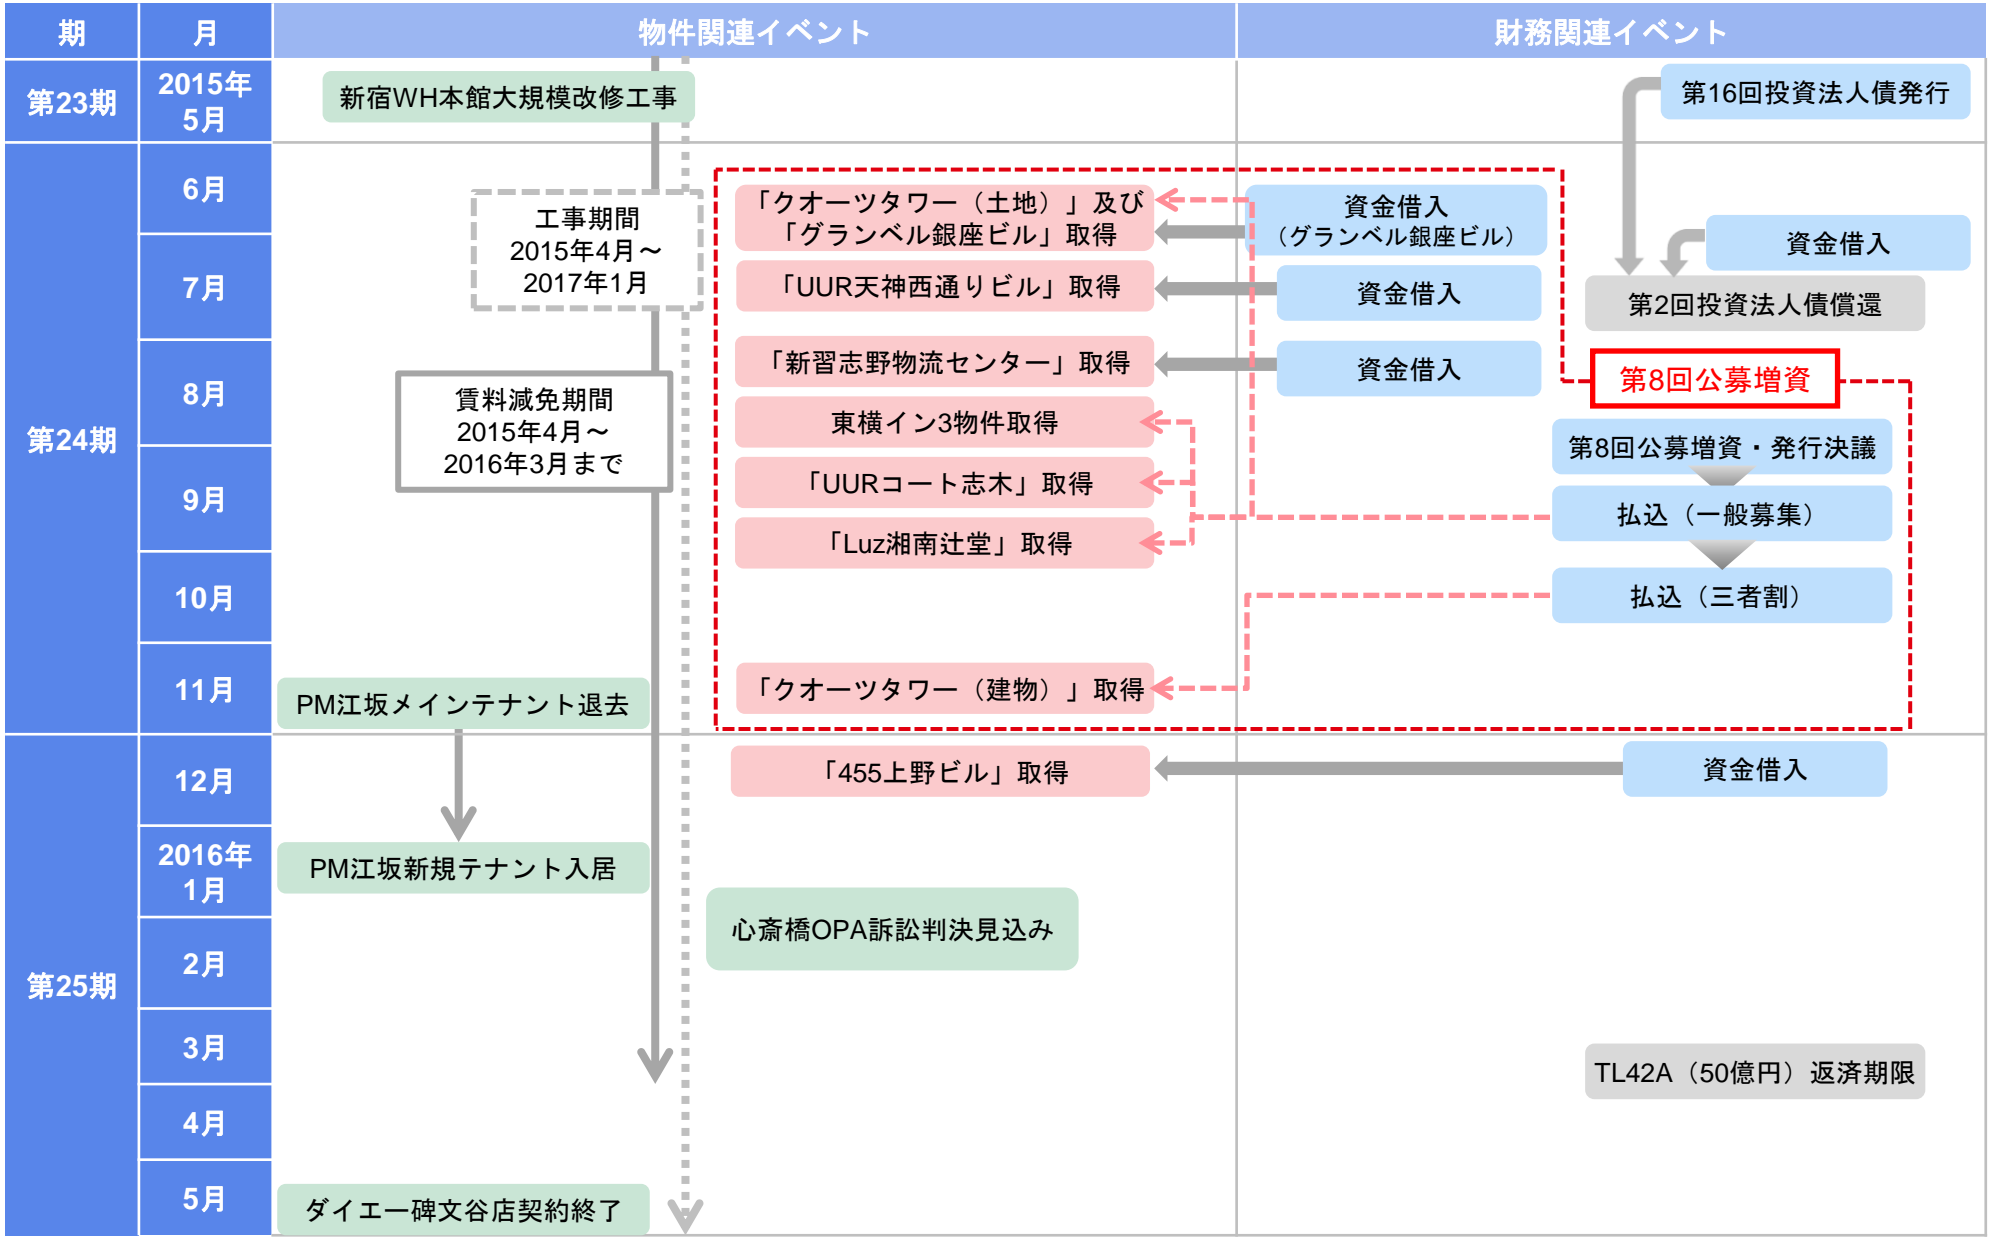 期
月
物件関連イベント
財務関連イベント
第23期
2015年
5月
新宿WH本館大規模改修工事
第16回投資法人債発行
第24期
6月
工事期間
2015年4月～
2017年1月
「クオーツタワー（土地）」及び
「グランベル銀座ビル」取得
資金借入
（グランベル銀座ビル）
資金借入
7月
「UUR天神西通りビル」取得
資金借入
第2回投資法人債償還
8月
賃料減免期間
2015年4月～
2016年3月まで
「新習志野物流センター」取得
資金借入
第8回公募増資
東横イン3物件取得
第8回公募増資・発行決議
9月
「UURコート志木」取得
払込（一般募集）
「Luz湘南辻堂」取得
10月
払込（三者割）
11月
PM江坂メインテナント退去
「クオーツタワー（建物）」取得
第25期
12月
「455上野ビル」取得
資金借入
2016年
1月
PM江坂新規テナント入居
心斎橋OPA訴訟判決見込み
2月
3月
TL42A（50億円）返済期限
4月
5月
ダイエー碑文谷店契約終了